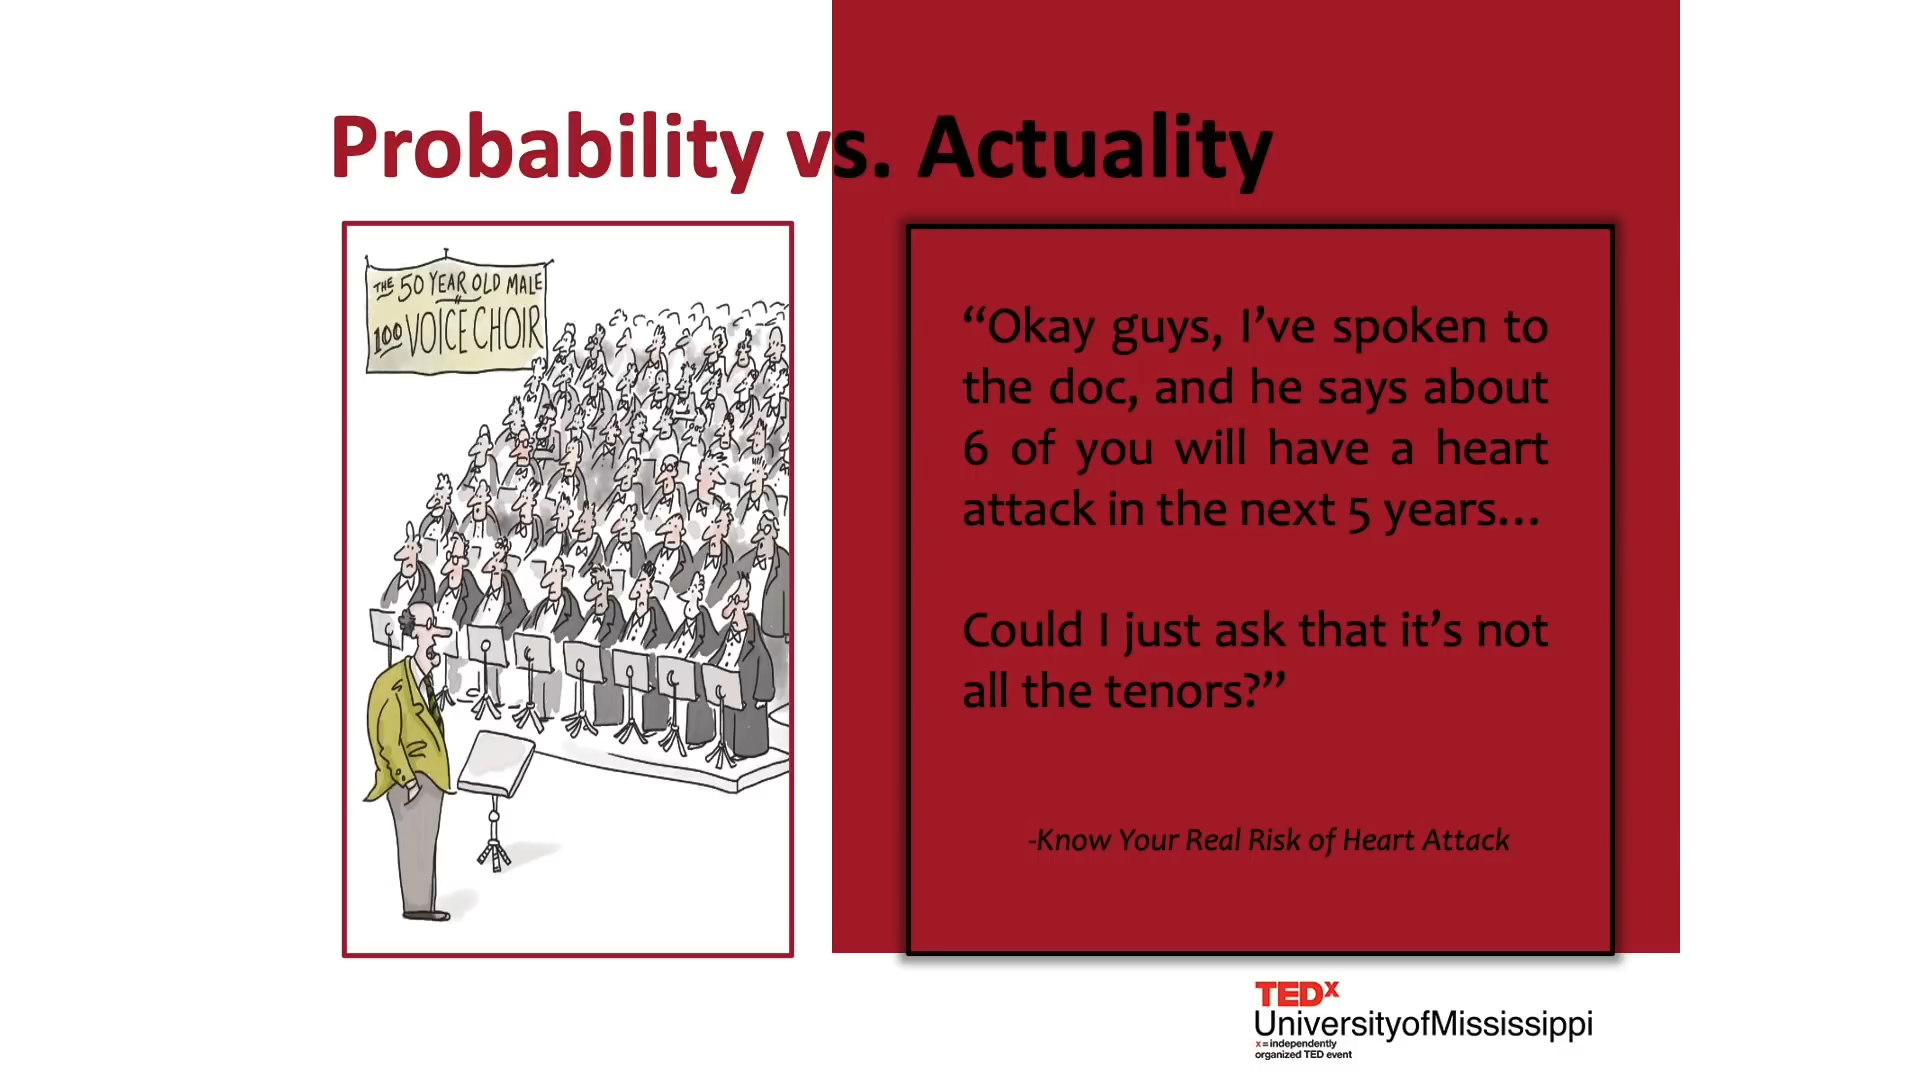 Probability vs. Actuality
THE 50 YEAR OLD MALE
100 VOICE CHOIR
“Okay guys, I’ve spoken to
the doc, and he says about
6 of you will have a heart
attack in the next 5 years…
Could I just ask that it’s not
all the tenors?”
-Know Your Real Risk of Heart Attack
TEDx
UniversityofMississippi
x = independently
organized TED event